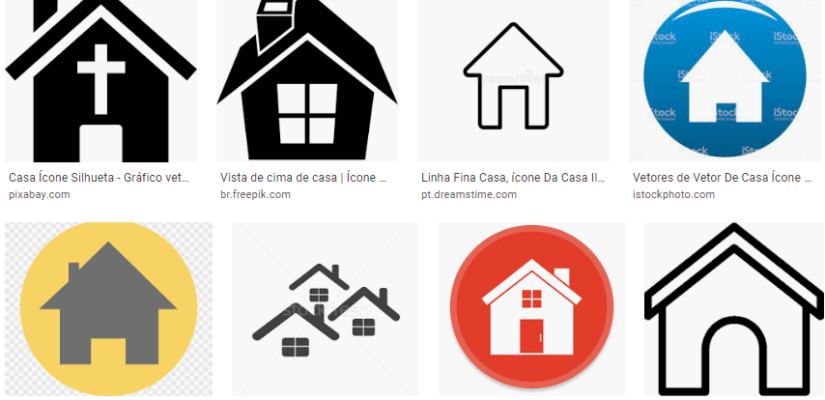 iStock
iStock
iStock
iStock
iStock
dreamstime
Casa Ícone Silhueta - Gráfico vet...
pixabay.com
Vista de cima de casa | Ícone ...
br.freepik.com
Linha Fina Casa, ícone Da Casa Il...
pt.dreamstime.com
Vetores de Vetor De Casa Ícone ...
istockphoto.com